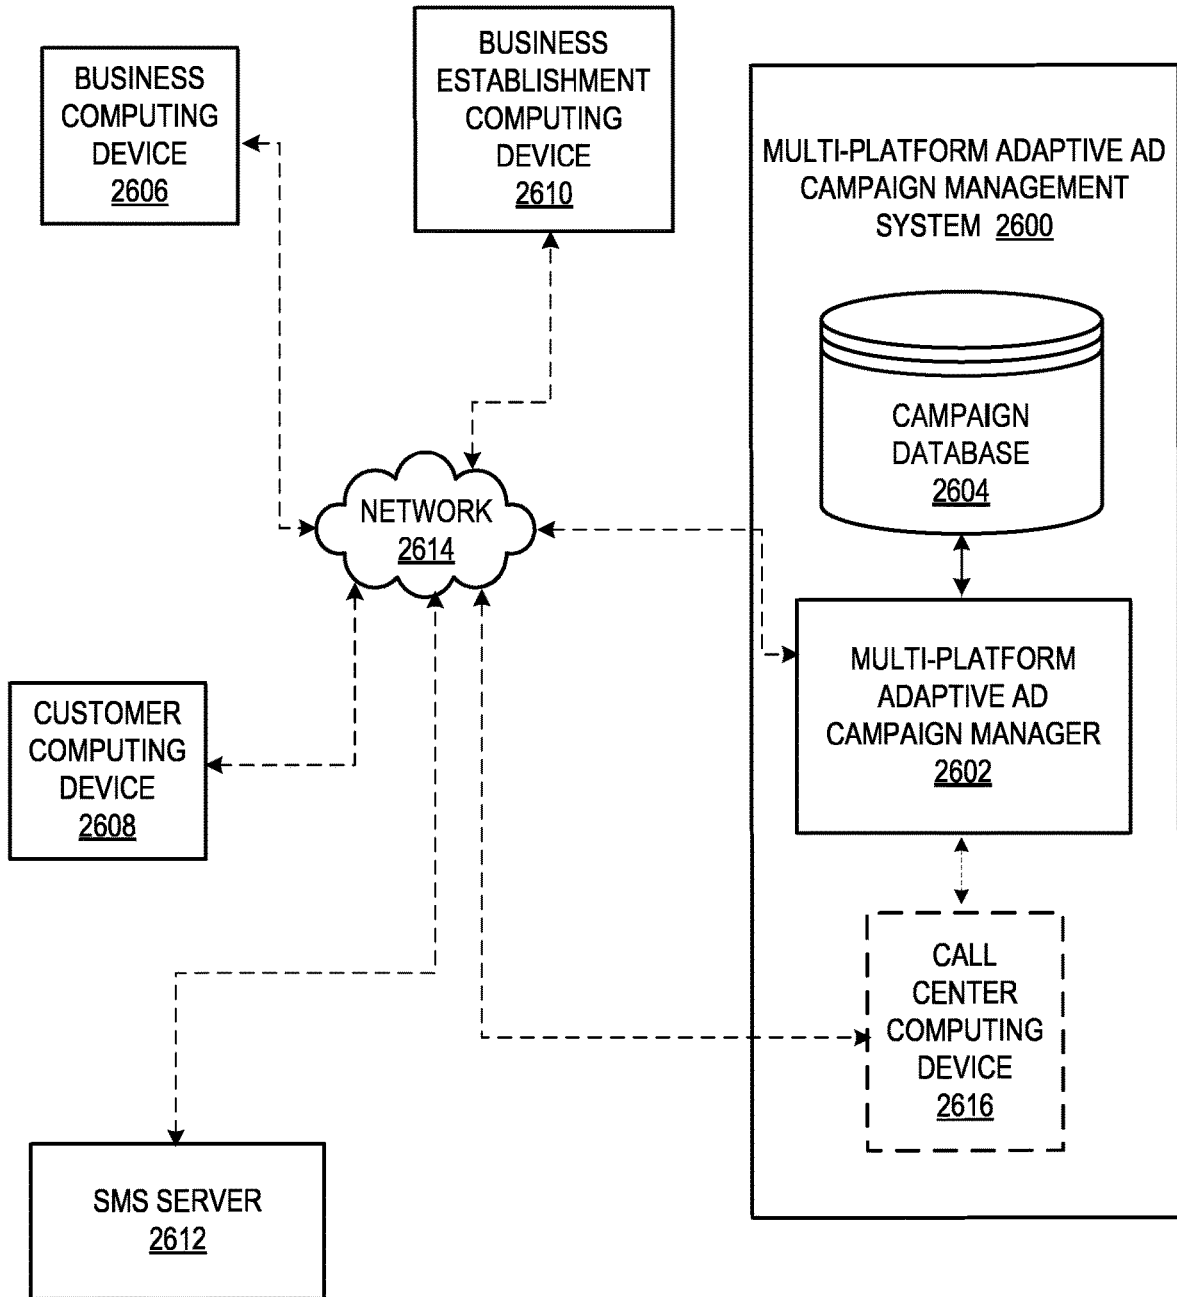 BUSINESS
COMPUTING
DEVICE
2606
BUSINESS
ESTABLISHMENT
COMPUTING
DEVICE
2610
MULTI-PLATFORM ADAPTIVE AD
CAMPAIGN MANAGEMENT
SYSTEM 2600
CAMPAIGN
DATABASE
2604
NETWORK
2614
MULTI-PLATFORM
ADAPTIVE AD
CAMPAIGN MANAGER
2602
CUSTOMER
COMPUTING
DEVICE
2608
CALL
CENTER
COMPUTING
DEVICE
2616
SMS SERVER
2612